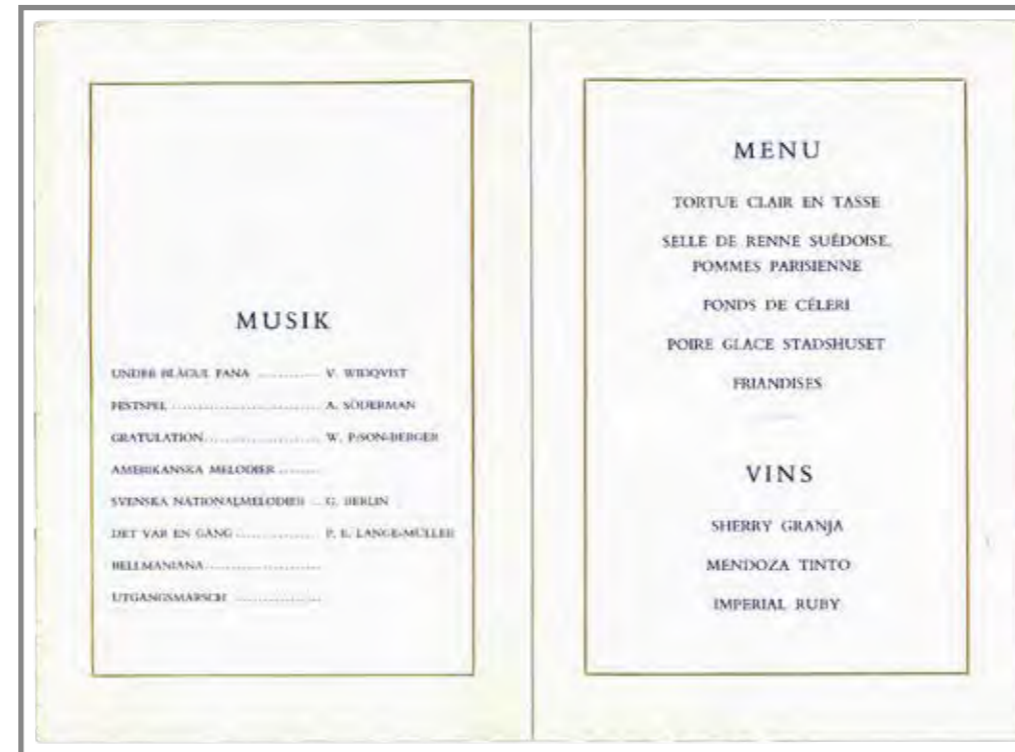 MUSIK
UNDER BLÅGUL FANA ............ V. WIDQVIST
FESTSPEL ............................. A. SÖDERMAN
GRATULATION...................... W. P:SON-BERGER
AMERIKANSKA MELODIER ........
SVENSKA NATIONALMELODIER ... G. BERLIN
DET VAR EN GÅNG ................ P. E. LANGE-MÜLLER
BELLMANIANA......................
UTGÅNGSMARSCH ................
MENU
TORTUE CLAIR EN TASSE
SELLE DE RENNE SUÉDOISE,
POMMES PARISIENNE
FONDS DE CÉLERI
POIRE GLACE STADSHUSET
FRIANDISES
VINS
SHERRY GRANJA
MENDOZA TINTO
IMPERIAL RUBY